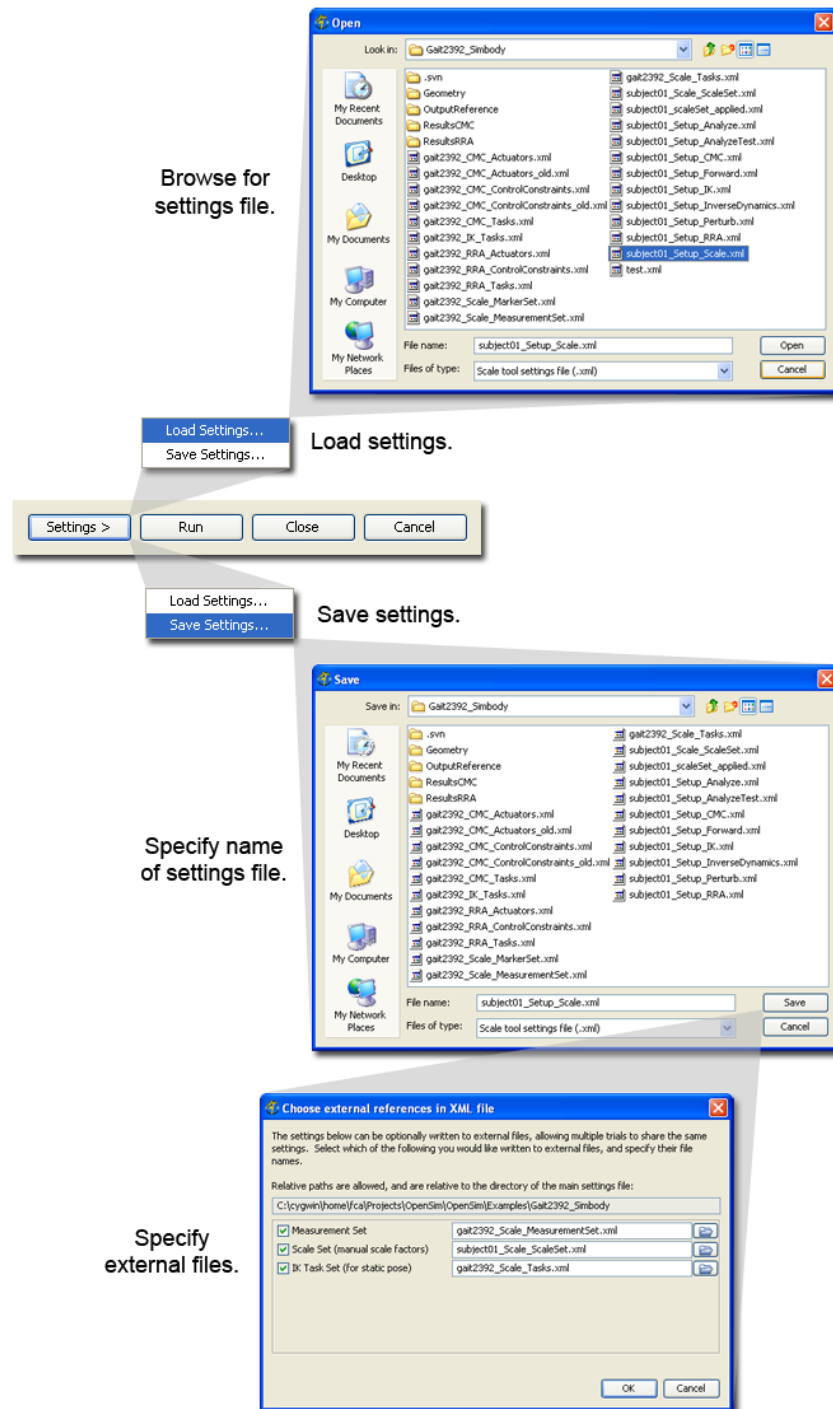 Open
Look in:
Gait2392_Simbody
My Recent
Documents
Desktop
My Documents
My Computer
My Network
Places
.svn
Geometry
OutputReference
ResultsCMC
ResultsRRA
gait2392_CMC_Actuators.xml
gait2392_CMC_Actuators_old.xml
gait2392_CMC_ControlConstraints.xml
gait2392_CMC_ControlConstraints_old.xml
gait2392_CMC_Tasks.xml
gait2392_IK_Tasks.xml
gait2392_RRA_Actuators.xml
gait2392_RRA_ControlConstraints.xml
gait2392_RRA_Tasks.xml
gait2392_Scale_MarkerSet.xml
gait2392_Scale_MeasurementSet.xml
gait2392_Scale_Tasks.xml
subject01_Scale_ScaleSet.xml
subject01_scaleSet_applied.xml
subject01_Setup_Analyze.xml
subject01_Setup_AnalyzeTest.xml
subject01_Setup_CMC.xml
subject01_Setup_Forward.xml
subject01_Setup_IK.xml
subject01_Setup_InverseDynamics.xml
subject01_Setup_Perturb.xml
subject01_Setup_RRA.xml
subject01_Setup_Scale.xml
test.xml
File name:
subject01_Setup_Scale.xml
Open
Files of type:
Scale tool settings file (.xml)
Cancel
Browse for
settings file.
Load Settings...
Save Settings...
Load settings.
Settings >
Run
Close
Cancel
Load Settings...
Save Settings...
Save settings.
Save
Save in:
Gait2392_Simbody
My Recent
Documents
Desktop
My Documents
My Computer
My Network
Places
.svn
Geometry
OutputReference
ResultsCMC
ResultsRRA
gait2392_CMC_Actuators.xml
gait2392_CMC_Actuators_old.xml
gait2392_CMC_ControlConstraints.xml
gait2392_CMC_ControlConstraints_old.xml
gait2392_CMC_Tasks.xml
gait2392_IK_Tasks.xml
gait2392_RRA_Actuators.xml
gait2392_RRA_ControlConstraints.xml
gait2392_RRA_Tasks.xml
gait2392_Scale_MarkerSet.xml
gait2392_Scale_MeasurementSet.xml
gait2392_Scale_Tasks.xml
subject01_Scale_ScaleSet.xml
subject01_scaleSet_applied.xml
subject01_Setup_Analyze.xml
subject01_Setup_AnalyzeTest.xml
subject01_Setup_CMC.xml
subject01_Setup_Forward.xml
subject01_Setup_IK.xml
subject01_Setup_InverseDynamics.xml
subject01_Setup_Perturb.xml
subject01_Setup_RRA.xml
File name:
subject01_Setup_Scale.xml
Save
Files of type:
Scale tool settings file (.xml)
Cancel
Specify name
of settings file.
Choose external references in XML file
The settings below can be optionally written to external files, allowing multiple trials to share the same
settings. Select which of the following you would like written to external files, and specify their file
names.
Relative paths are allowed, and are relative to the directory of the main settings file:
C:\cygwin\home\fca\Projects\OpenSim\OpenSim\Examples\Gait2392_Simbody
Measurement Set
gait2392_Scale_MeasurementSet.xml
Scale Set (manual scale factors)
subject01_Scale_ScaleSet.xml
IK Task Set (for static pose)
gait2392_Scale_Tasks.xml
OK
Cancel
Specify
external files.